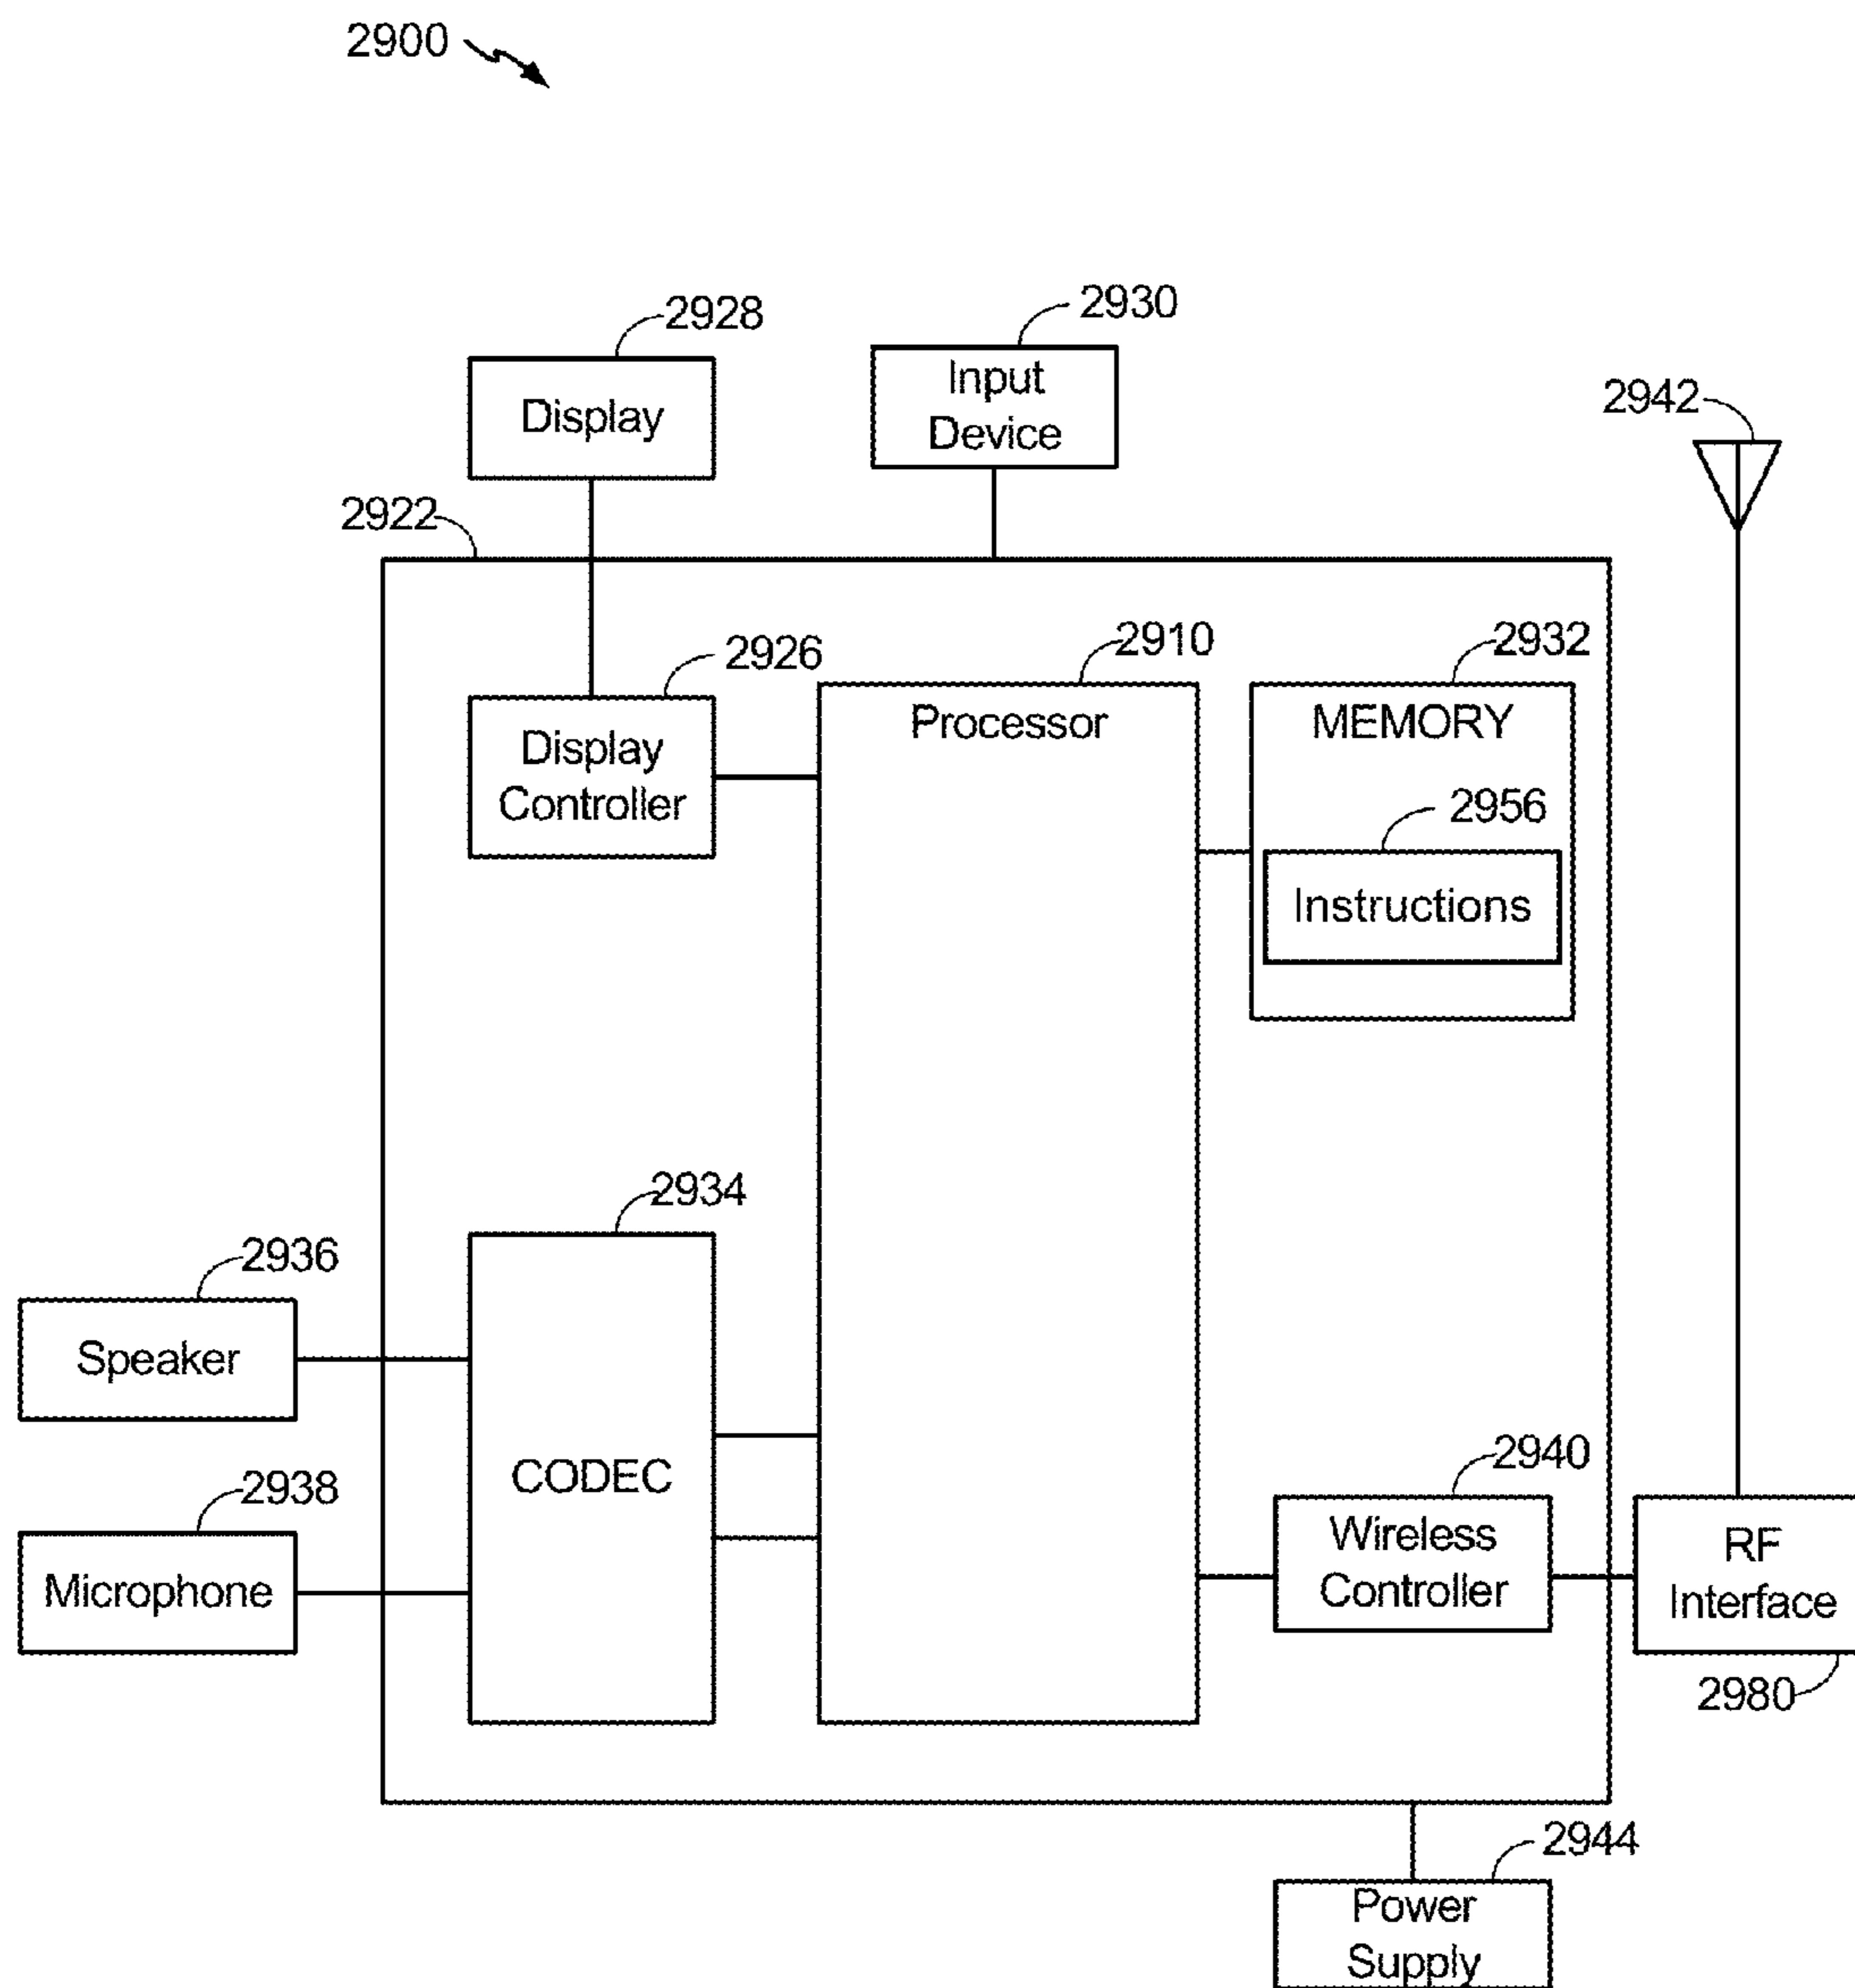 2900
2928
Display
2930
Input
Device
2942
2922
2926
Display
Controller
2910
Processor
2932
MEMORY
2956
Instructions
2934
CODEC
2936
Speaker
2938
Microphone
2940
Wireless
Controller
RF
Interface
2980
2944
Power
Supply